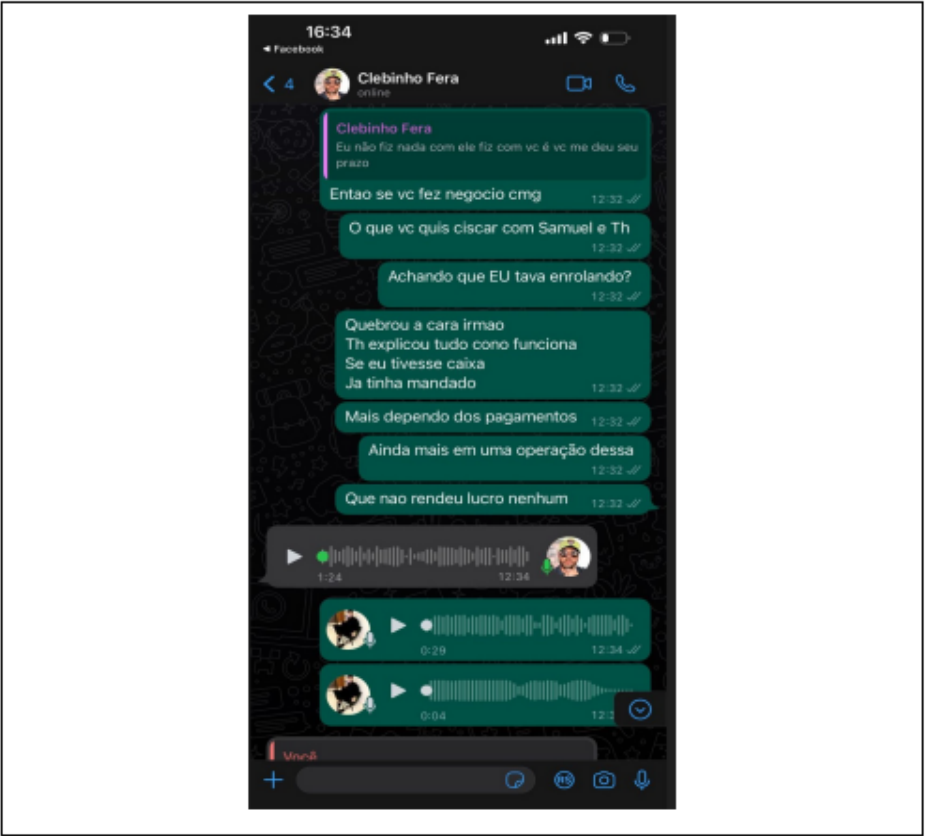 16:34
◀ Facebook
4
Clebinho Fera
online
Clebinho Fera
Eu não fiz nada com ele fiz com vc é vc me deu seu
prazo
Entao se vc fez negocio cmg
12:32
O que vc quis ciscar com Samuel e Th
12:32
Achando que EU tava enrolando?
12:32
Quebrou a cara irmao
Th explicou tudo cono funciona
Se eu tivesse caixa
Ja tinha mandado
12:32
Mais dependo dos pagamentos
12:32
Ainda mais em uma operação dessa
12:32
Que nao rendeu lucro nenhum
12:32
1:24
12:34
0:29
12:34
0:04
Você
R$